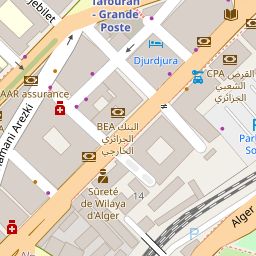 Tafourah
- Grande
Poste
Djebilet
Djurdjura
CPA القرض
الشعبي
الجزائري
AAR assurance
BEA البنك
الجزائري
الخارجي
Sûreté
de Wilaya
d'Alger
14
Alger